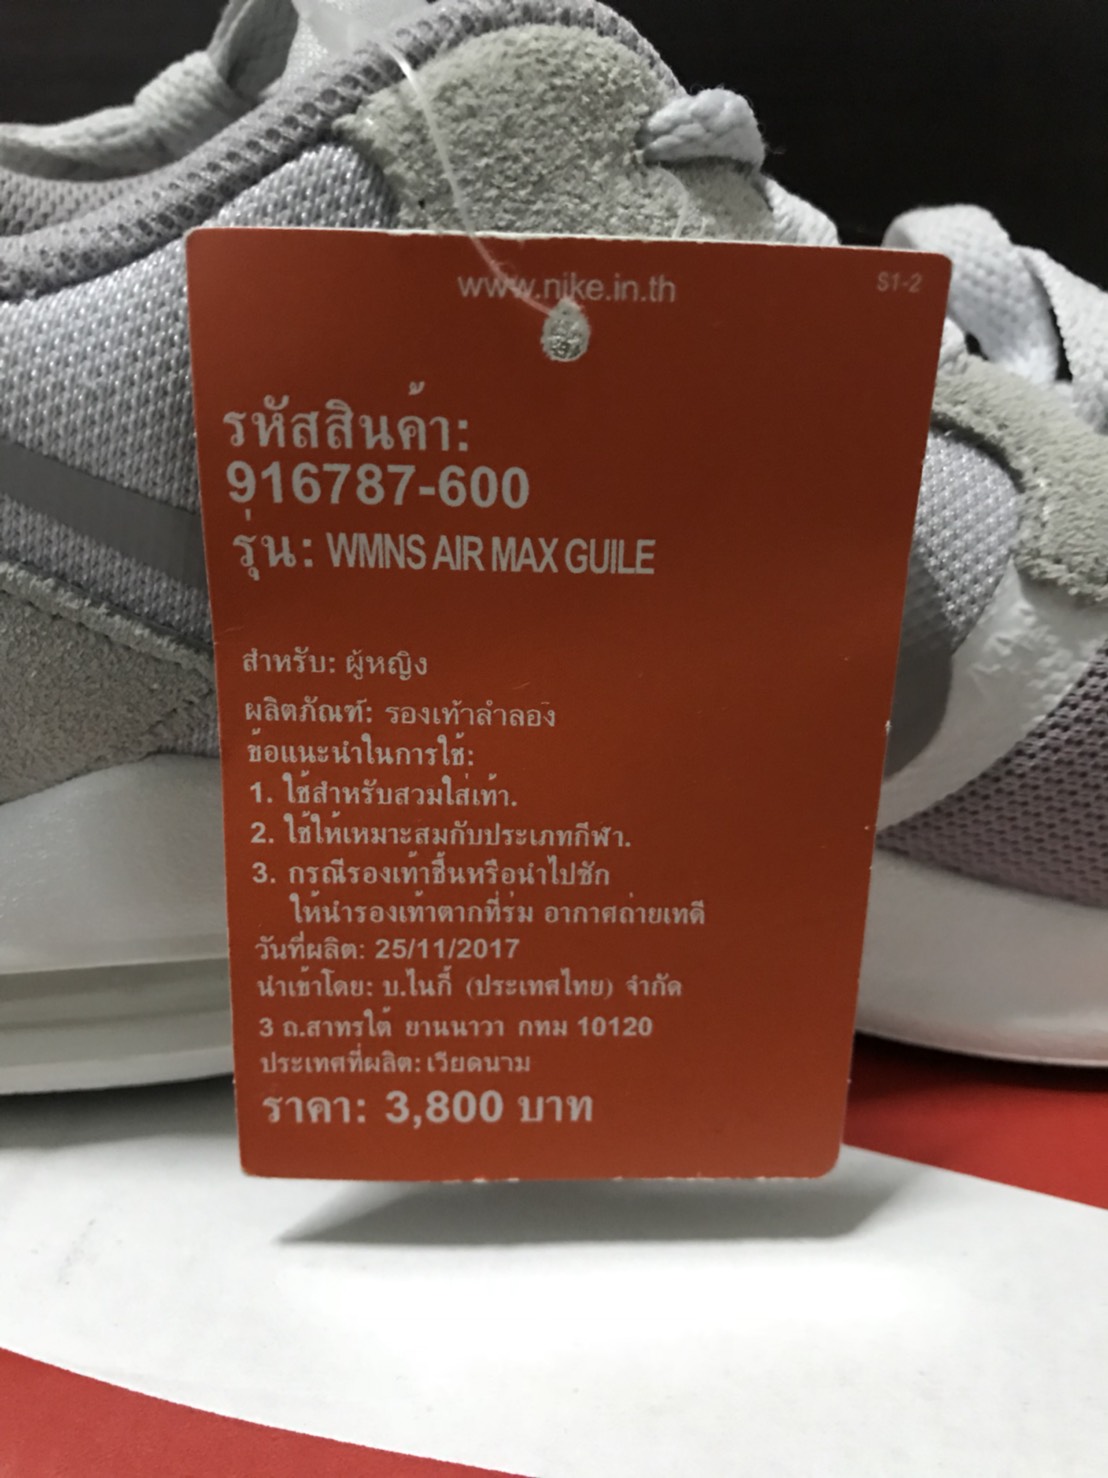 www.nike.in.th
S1-2
รหัสสินค้า:
916787-600
รุ่น: WMNS AIR MAX GUILE
สำหรับ: ผู้หญิง
ผลิตภัณฑ์: รองเท้าลำลอง
ข้อแนะนำในการใช้:
1. ใช้สำหรับสวมใส่เท้า.
2. ใช้ให้เหมาะสมกับประเภทกีฬา.
3. กรณีรองเท้าชื้นหรือนำไปซัก
ให้นำรองเท้าตากที่ร่ม อากาศถ่ายเทดี
วันที่ผลิต: 25/11/2017
นำเข้าโดย: บ.ไนกี้ (ประเทศไทย) จำกัด
3 ถ.สาทรใต้ ยานนาวา กทม 10120
ประเทศที่ผลิต: เวียดนาม
ราคา: 3,800 บาท